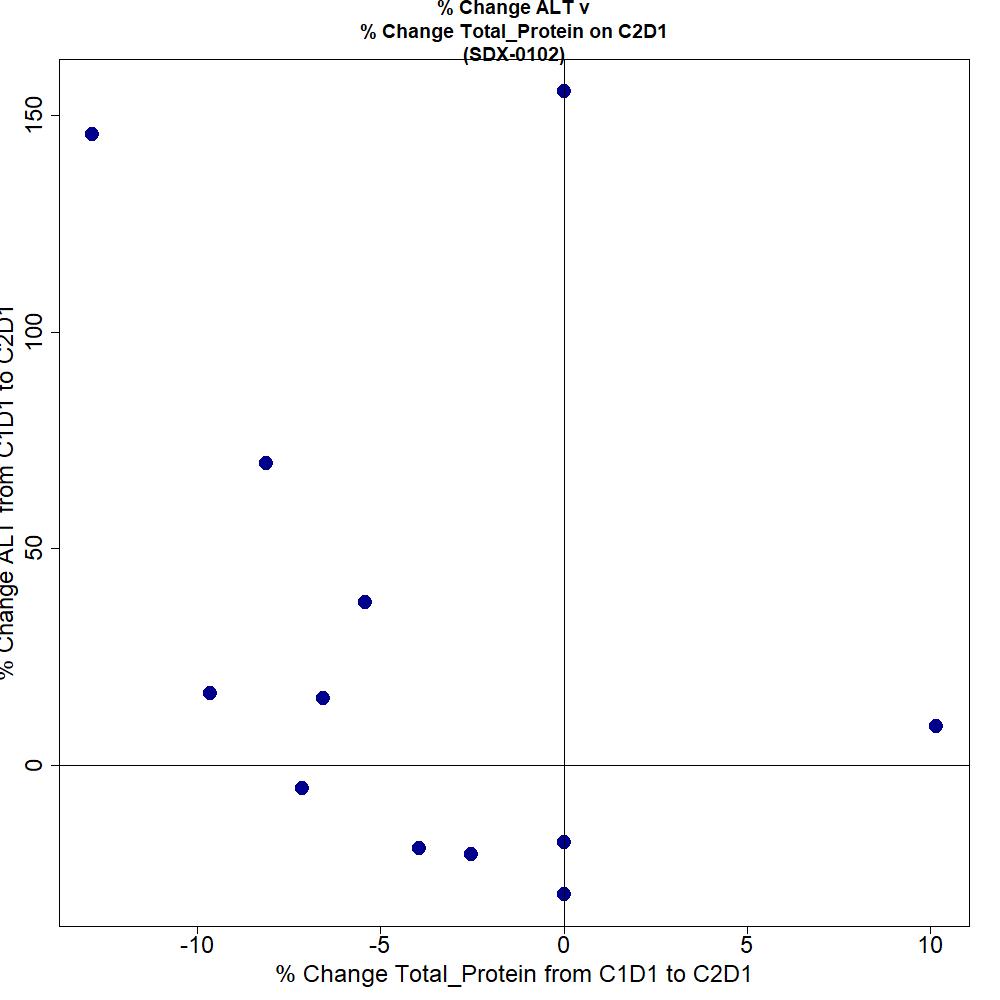 % Change ALT v
% Change Total_Protein on C2D1
(SDX-0102)
150
100
50
0
% Change ALT from C1D1 to C2D1
-10
-5
0
5
10
% Change Total_Protein from C1D1 to C2D1